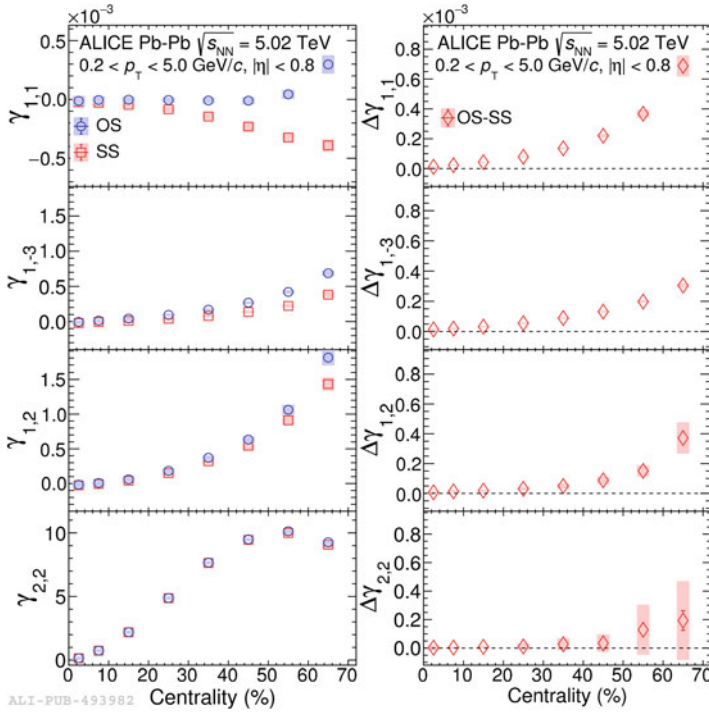 ×10⁻³
ALICE Pb-Pb √sNN = 5.02 TeV
0.2 < pT < 5.0 GeV/c, |η| < 0.8
γ1,1
0.5
0.0
−0.5
OS
SS
γ1,-3
1.5
1.0
0.5
0.0
γ1,2
1.5
1.0
0.5
0.0
γ2,2
10
5
0
0 10 20 30 40 50 60 70
Centrality (%)
×10⁻³
ALICE Pb-Pb √sNN = 5.02 TeV
0.2 < pT < 5.0 GeV/c, |η| < 0.8
Δγ1,1
0.8
0.6
0.4
0.2
0.0
OS-SS
Δγ1,-3
0.8
0.6
0.4
0.2
0.0
Δγ1,2
0.8
0.6
0.4
0.2
0.0
Δγ2,2
0.8
0.6
0.4
0.2
0.0
0 10 20 30 40 50 60 70
Centrality (%)
ALI-PUB-493982